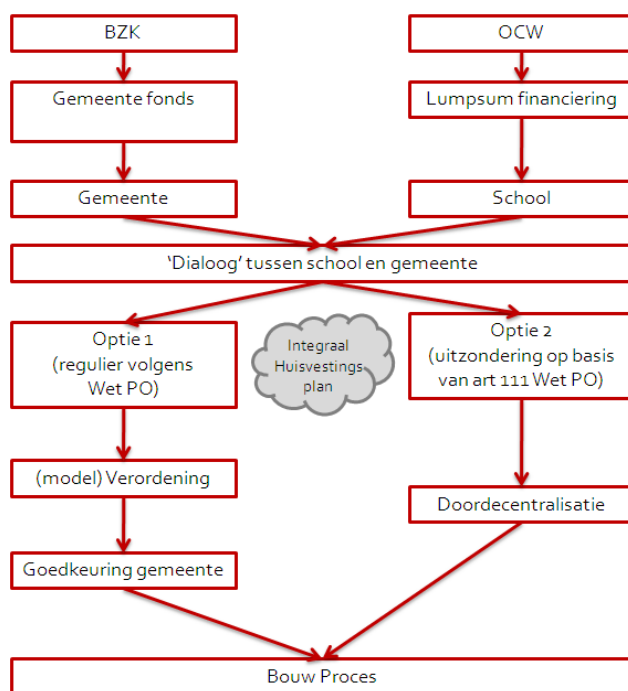 BZK
OCW
Gemeente fonds
Lumpsum financiering
Gemeente
School
‘Dialoog’ tussen school en gemeente
Optie 1
(regulier volgens
Wet PO)
Integraal
Huisvestings
plan
Optie 2
(uitzondering op basis
van art 111 Wet PO)
(model) Verordening
Doordecentralisatie
Goedkeuring gemeente
Bouw Proces